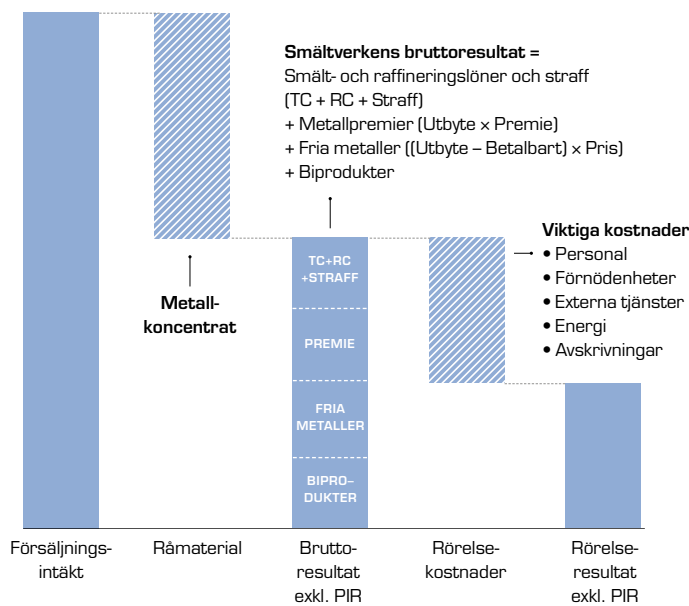 Smältverkens bruttoresultat =
Smält- och raffineringslöner och straff
(TC + RC + Straff)
+ Metallpremier (Utbyte × Premie)
+ Fria metaller ((Utbyte – Betalbart) × Pris)
+ Biprodukter
Viktiga kostnader
• Personal
• Förnödenheter
• Externa tjänster
• Energi
• Avskrivningar
Metall-
koncentrat
TC+RC
+STRAFF
PREMIE
FRIA
METALLER
BIPRO–
DUKTER
Försäljnings-
intäkt
Råmaterial
Brutto-
resultat
exkl. PIR
Rörelse-
kostnader
Rörelse-
resultat
exkl. PIR